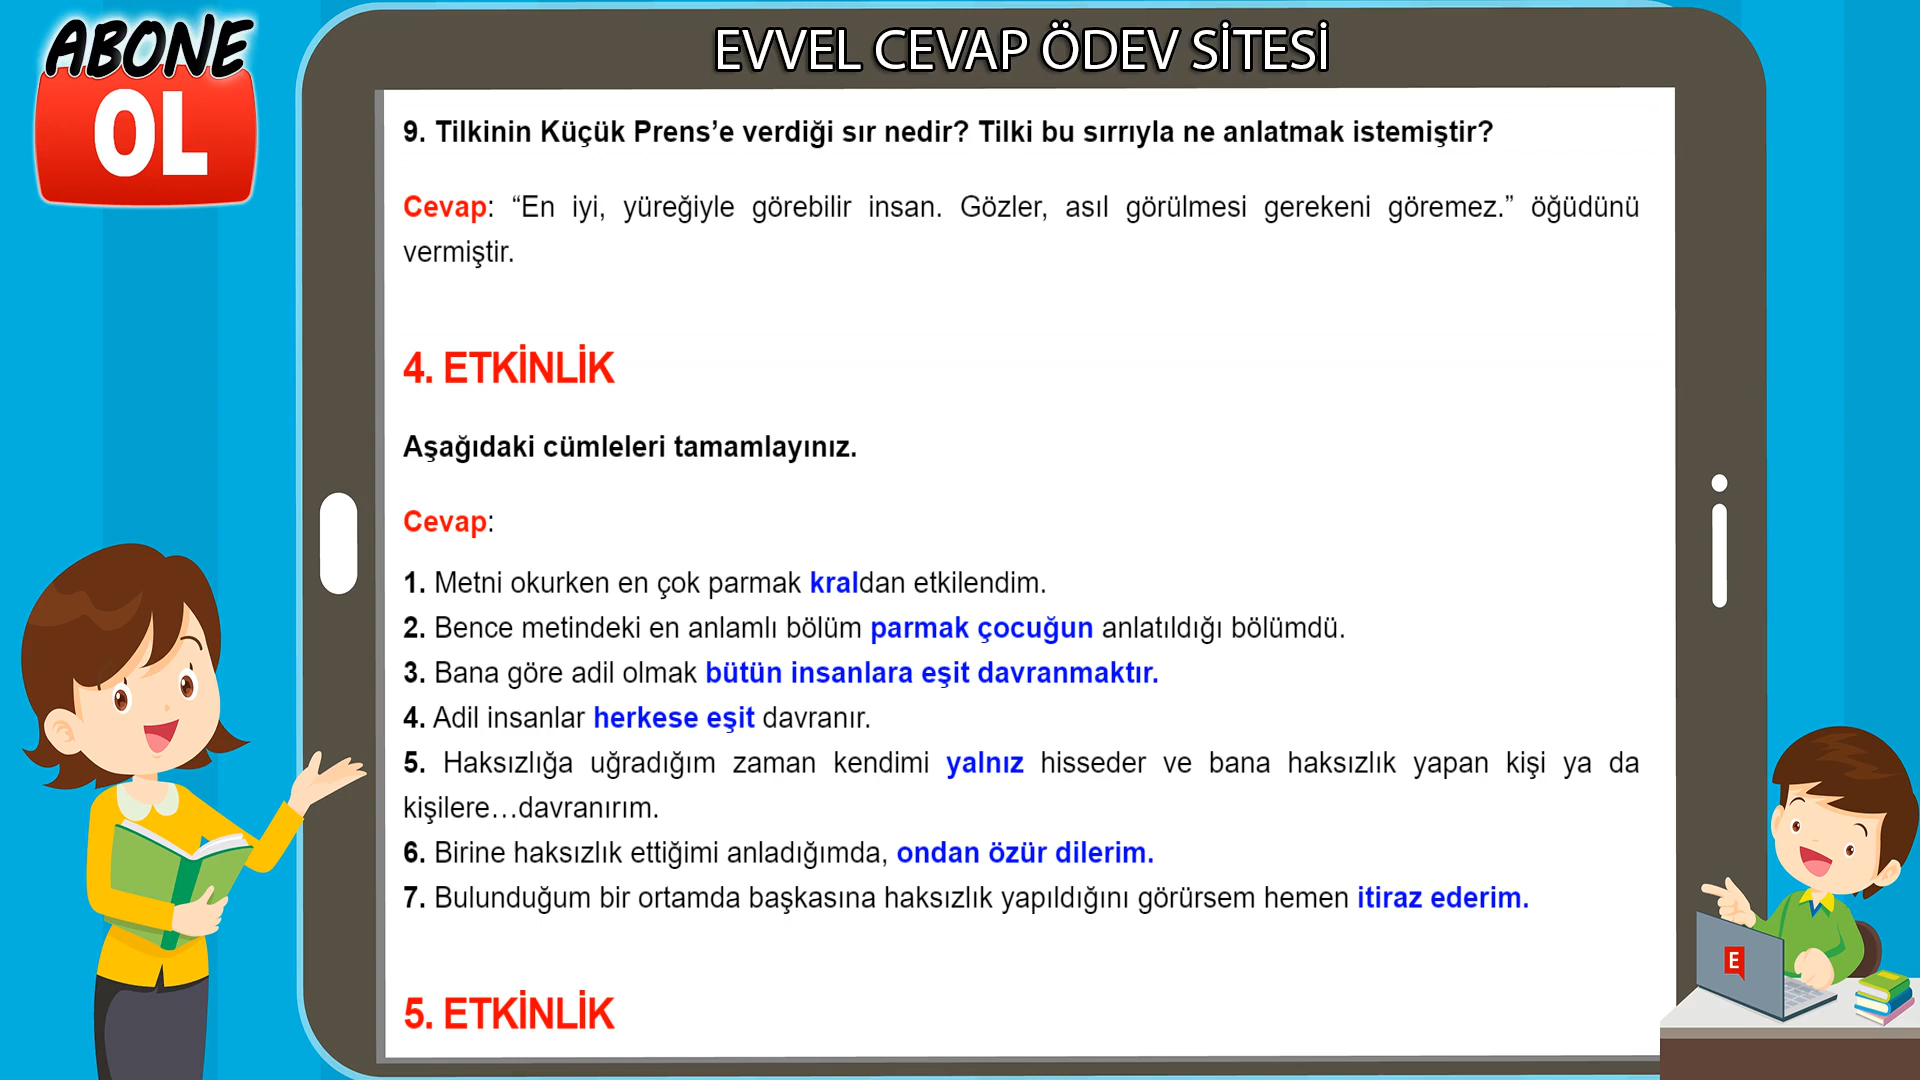 ABONE
OL
EVVEL CEVAP ÖDEV SİTESİ
9. Tilkinin Küçük Prens’e verdiği sır nedir? Tilki bu sırrıyla ne anlatmak istemiştir?
Cevap: “En iyi, yüreğiyle görebilir insan. Gözler, asıl görülmesi gerekeni göremez.” öğüdünü
vermiştir.
4. ETKİNLİK
Aşağıdaki cümleleri tamamlayınız.
Cevap:
1. Metni okurken en çok parmak kraldan etkilendim.
2. Bence metindeki en anlamlı bölüm parmak çocuğun anlatıldığı bölümdü.
3. Bana göre adil olmak bütün insanlara eşit davranmaktır.
4. Adil insanlar herkese eşit davranır.
5. Haksızlığa uğradığım zaman kendimi yalnız hisseder ve bana haksızlık yapan kişi ya da
kişilere…davranırım.
6. Birine haksızlık ettiğimi anladığımda, ondan özür dilerim.
7. Bulunduğum bir ortamda başkasına haksızlık yapıldığını görürsem hemen itiraz ederim.
5. ETKİNLİK
E